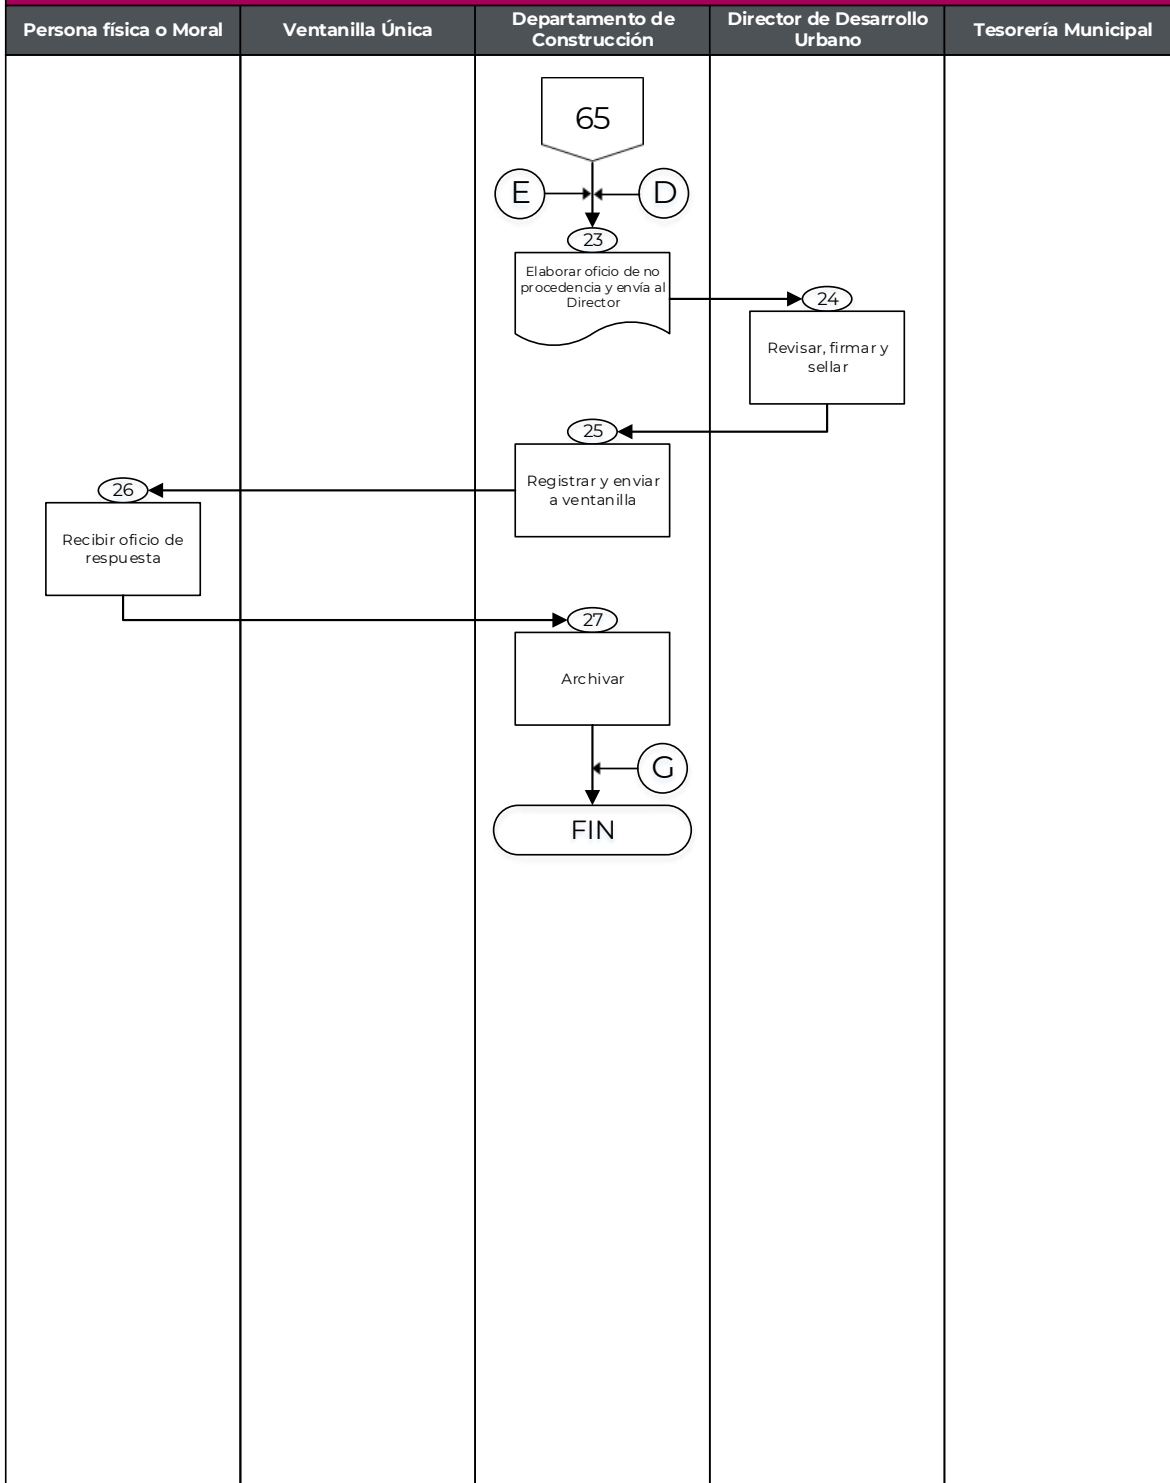 Persona física o Moral
Ventanilla Única
Departamento de
Construcción
Director de Desarrollo
Urbano
Tesorería Municipal
65
E
D
23
Elaborar oficio de no
procedencia y envía al
Director
24
Revisar, firmar y
sellar
25
Registrar y enviar
a ventanilla
26
Recibir oficio de
respuesta
27
Archivar
G
FIN